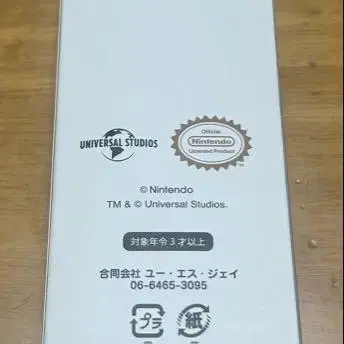 UNIVERSAL STUDIOS
Official
Nintendo
Licensed Product
TM
© Nintendo
TM & © Universal Studios.
対象年令3才以上
合同会社 ユー・エス・ジェイ
06-6465-3095
プラ
紙